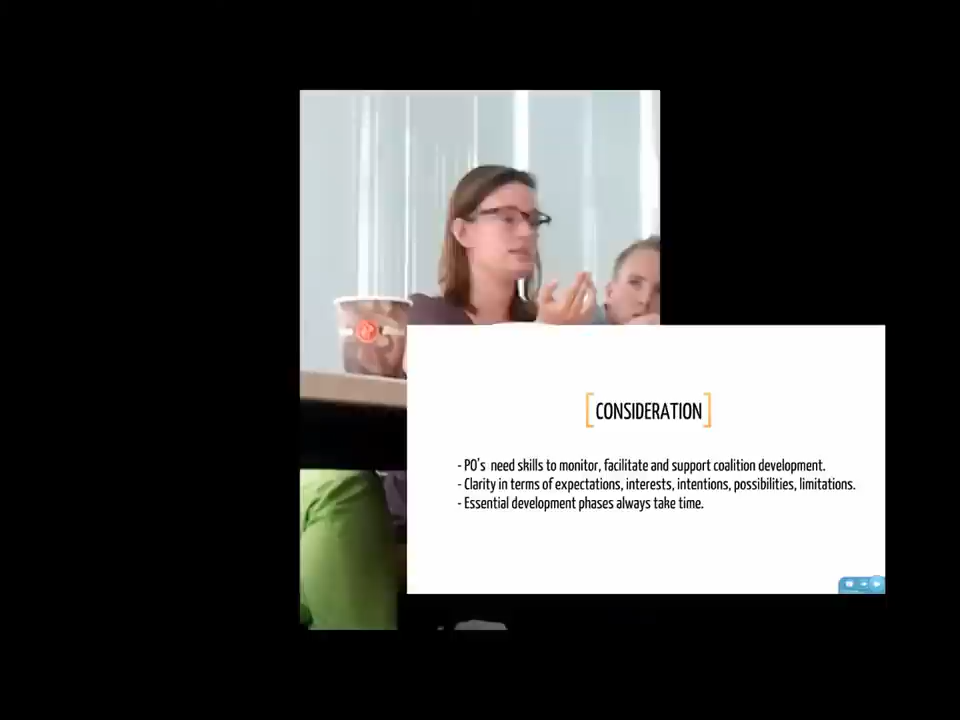 [CONSIDERATION]
- PO's need skills to monitor, facilitate and support coalition development.
- Clarity in terms of expectations, interests, intentions, possibilities, limitations.
- Essential development phases always take time.